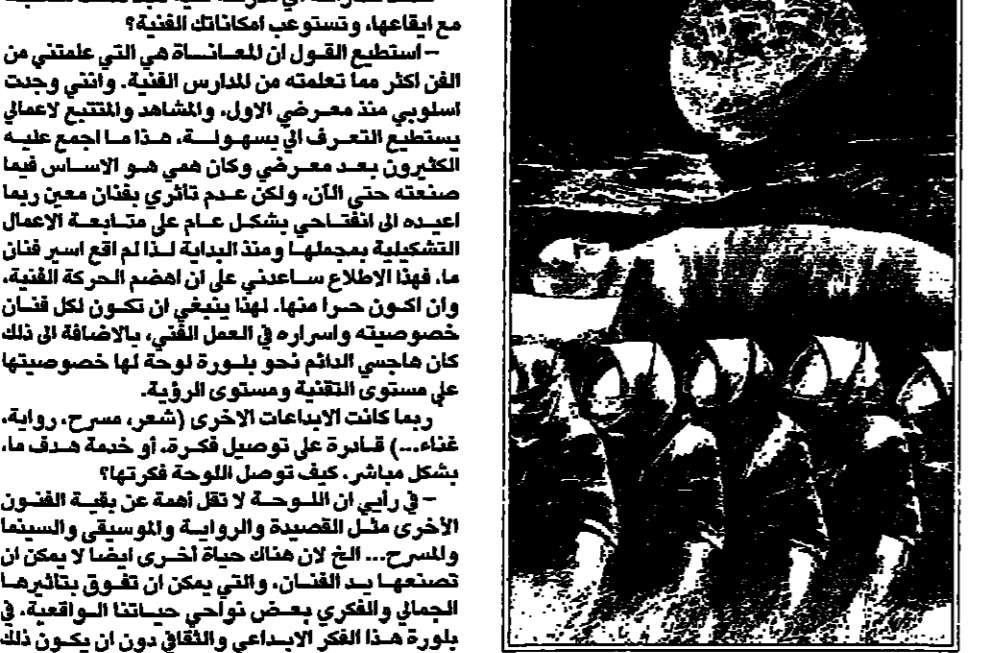 مع ايقاعها، وتستوعب امكاناتك الفنية؟
– استطيع القول ان المعانـاة هي التي علمتني من
الفن اكثر مما تعلمته من المدارس الفنية. وانني وجدت
اسلوبي منذ معرضي الاول، والمشاهد والمتتبع لاعمالي
يستطيع التعرف الي بسهولة، هذا ما اجمع عليه
الكثيرون بعد معرضي وكان همي هو الاساس فيما
صنعته حتى الآن، ولكن عدم تأثري بفنان معين ربما
اعيده الى انفتاحي بشكل عام على متابعة الاعمال
التشكيلية بمجملها ومنذ البداية لذا لم اقع اسير فنان
ما، فهذا الاطلاع ساعدني على ان اهضم الحركة الفنية،
وان اكون حرا منها. لهذا ينبغي ان تكون لكل فنان
خصوصيته واسراره في العمل الفني، بالاضافة الى ذلك
كان هاجسي الدائم نحو بلورة لوحة لها خصوصيتها
على مستوى التقنية ومستوى الرؤية.
ربما كانت الابداعات الاخرى (شعر، مسرح، رواية،
غناء...) قادرة على توصيل فكرة، أو خدمة هدف ما،
بشكل مباشر. كيف توصل اللوحة فكرتها؟
– في رأيي ان اللوحة لا تقل أهمة عن بقية الفنون
الأخرى مثل القصيدة والرواية والموسيقى والسينما
والمسرح... الخ لان هناك حياة أخرى ايضا لا يمكن ان
تصنعها يد الفنان، والتي يمكن ان تفوق بتأثيرها
الجمالي والفكري بعض نواحي حياتنا الواقعية. في
بلورة هذا الفكر الابداعي والثقافي دون ان يكون ذلك